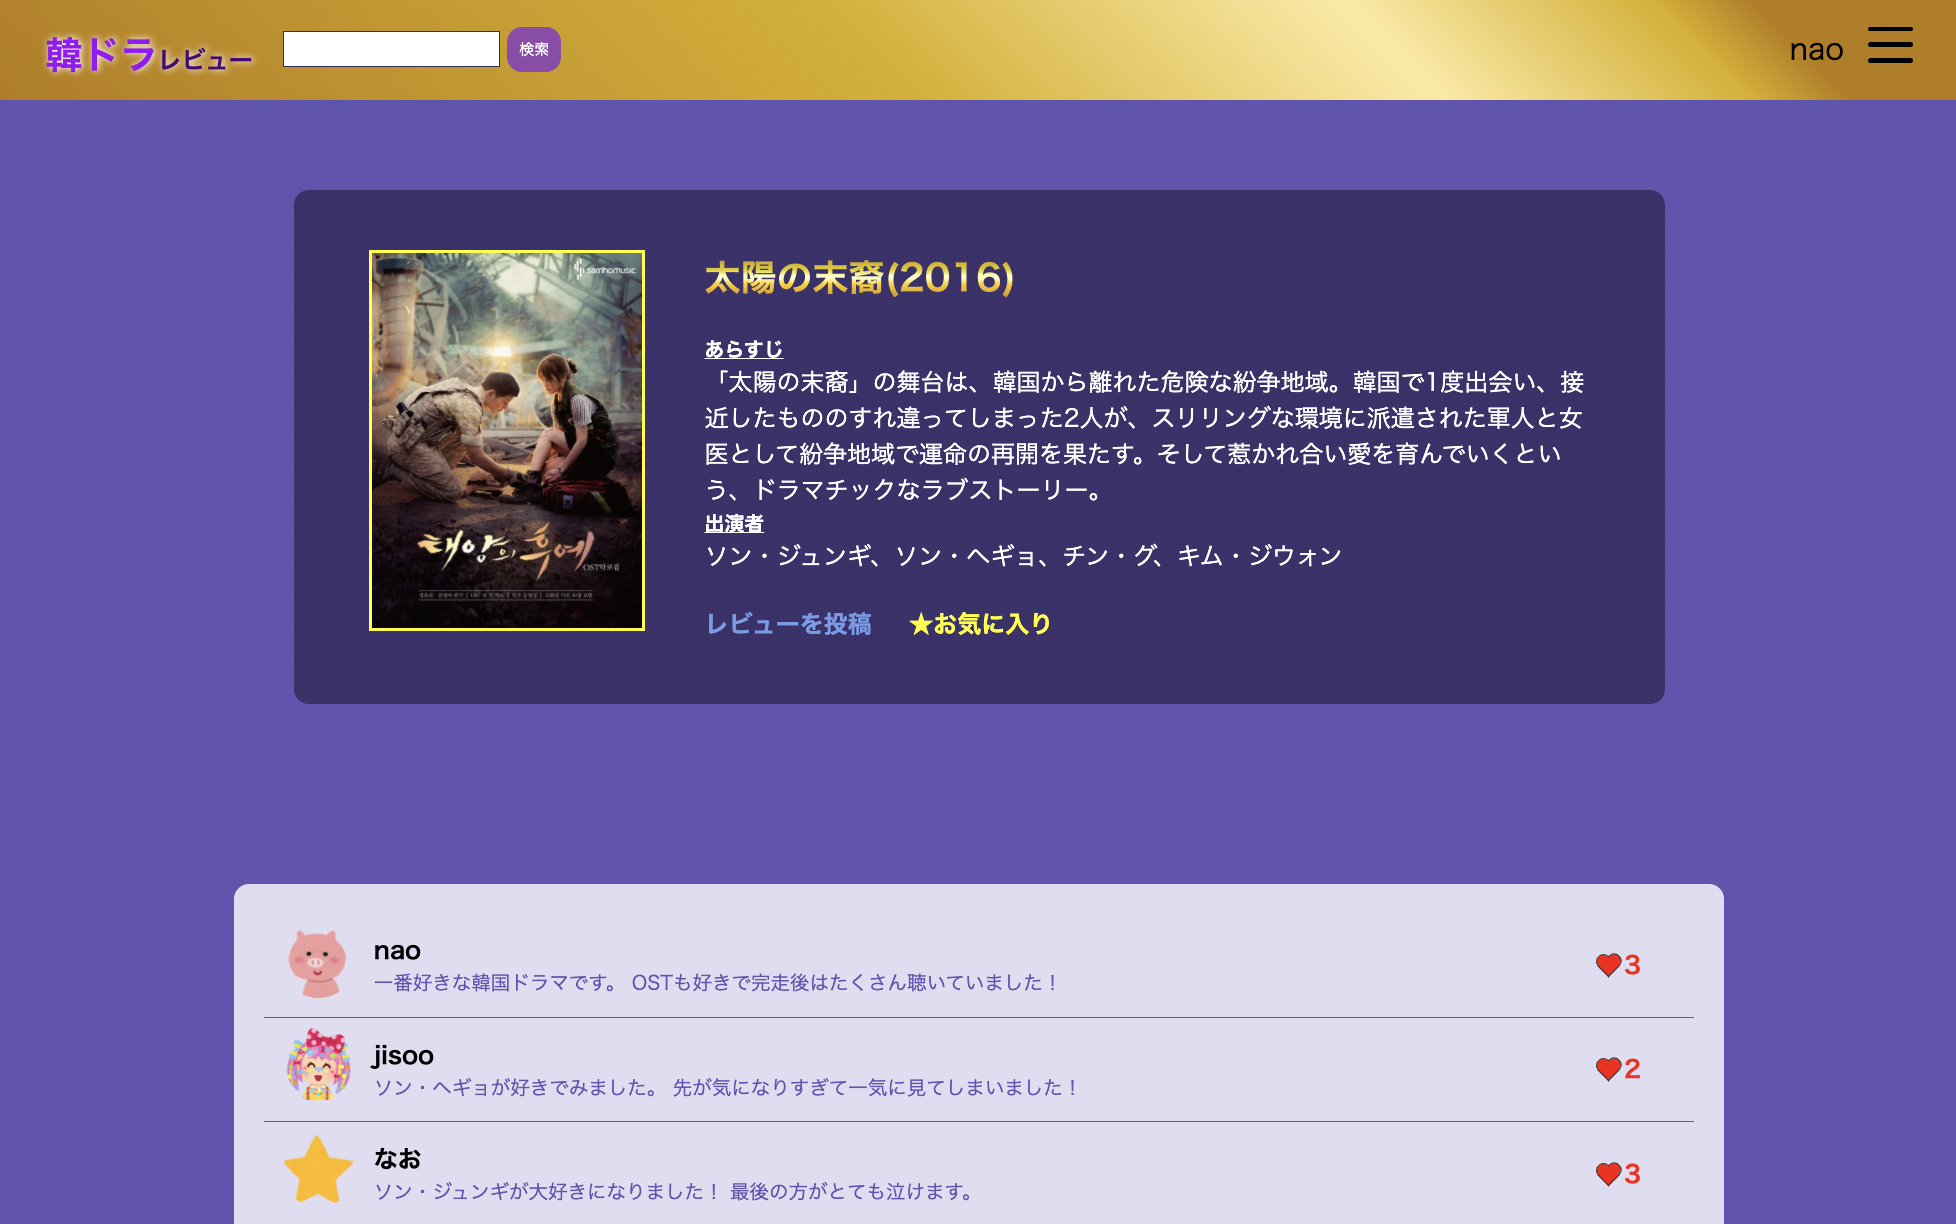 韓ドラレビュー
検索
nao
太陽の末裔(2016)
samhomusic
あらすじ
「太陽の末裔」の舞台は、韓国から離れた危険な紛争地域。韓国で1度出会い、接
近したもののすれ違ってしまった2人が、スリリングな環境に派遣された軍人と女
医として紛争地域で運命の再開を果たす。そして惹かれ合い愛を育んでいくとい
う、ドラマチックなラブストーリー。
出演者
ソン・ジュンギ、ソン・ヘギョ、チン・グ、キム・ジウォン
태양의 후예
OST악보집
レビューを投稿 ★お気に入り
nao
一番好きな韓国ドラマです。 OSTも好きで完走後はたくさん聴いていました！
3
jisoo
ソン・ヘギョが好きでみました。 先が気になりすぎて一気に見てしまいました！
2
なお
ソン・ジュンギが大好きになりました！ 最後の方がとても泣けます。
3